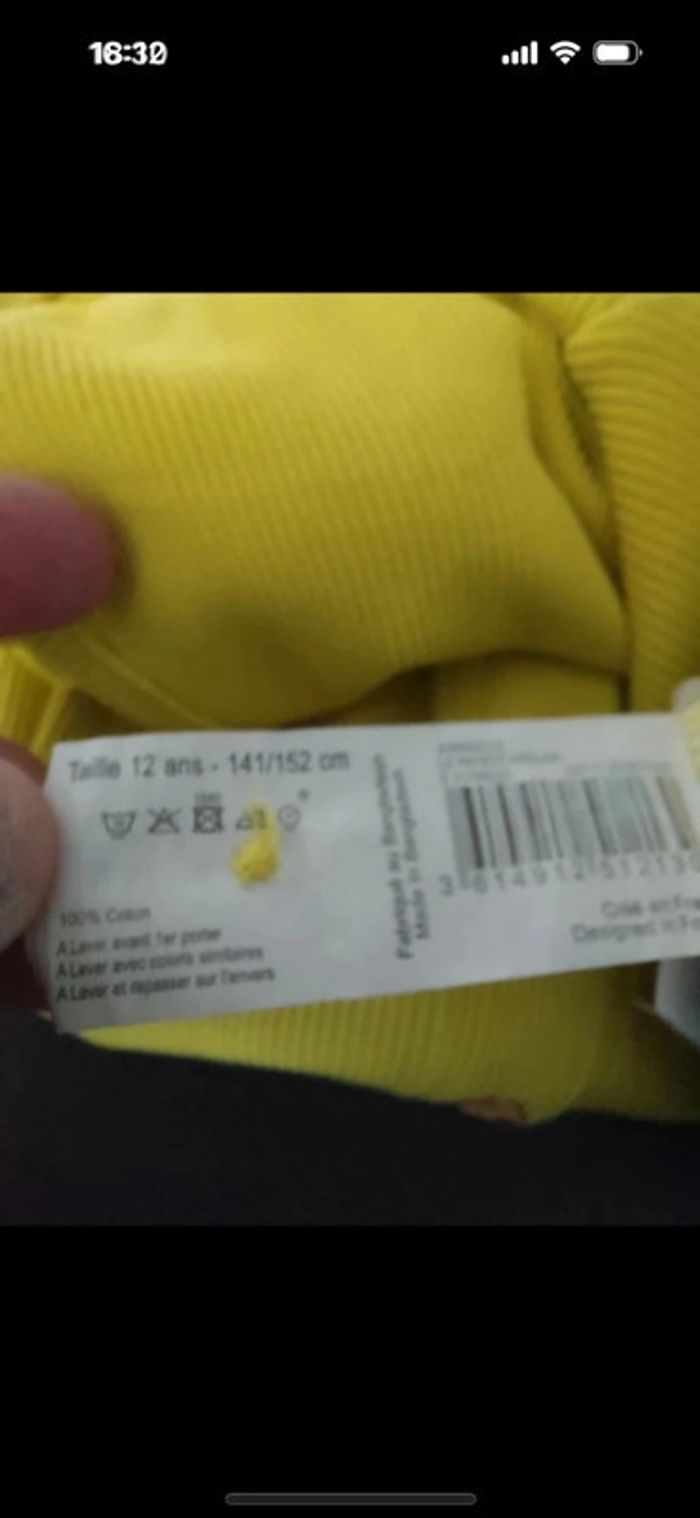 16:30
Taille 12 ans - 141/152 cm
100% Coton
A Laver avant 1er porter
A Laver avec coloris similaires
A Laver et repasser sur l'envers
Fabriqué au Bangladesh
Made in Bangladesh
Créé en Fra
Designed in Fr